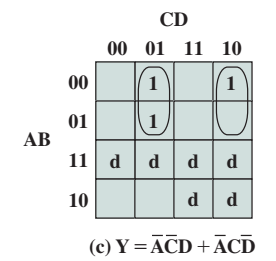 CD
00 01 11 10
00 1 1
01 1
AB
11 d d d d
10 d d
(c) Y = A̅C̅D + A̅CD̅